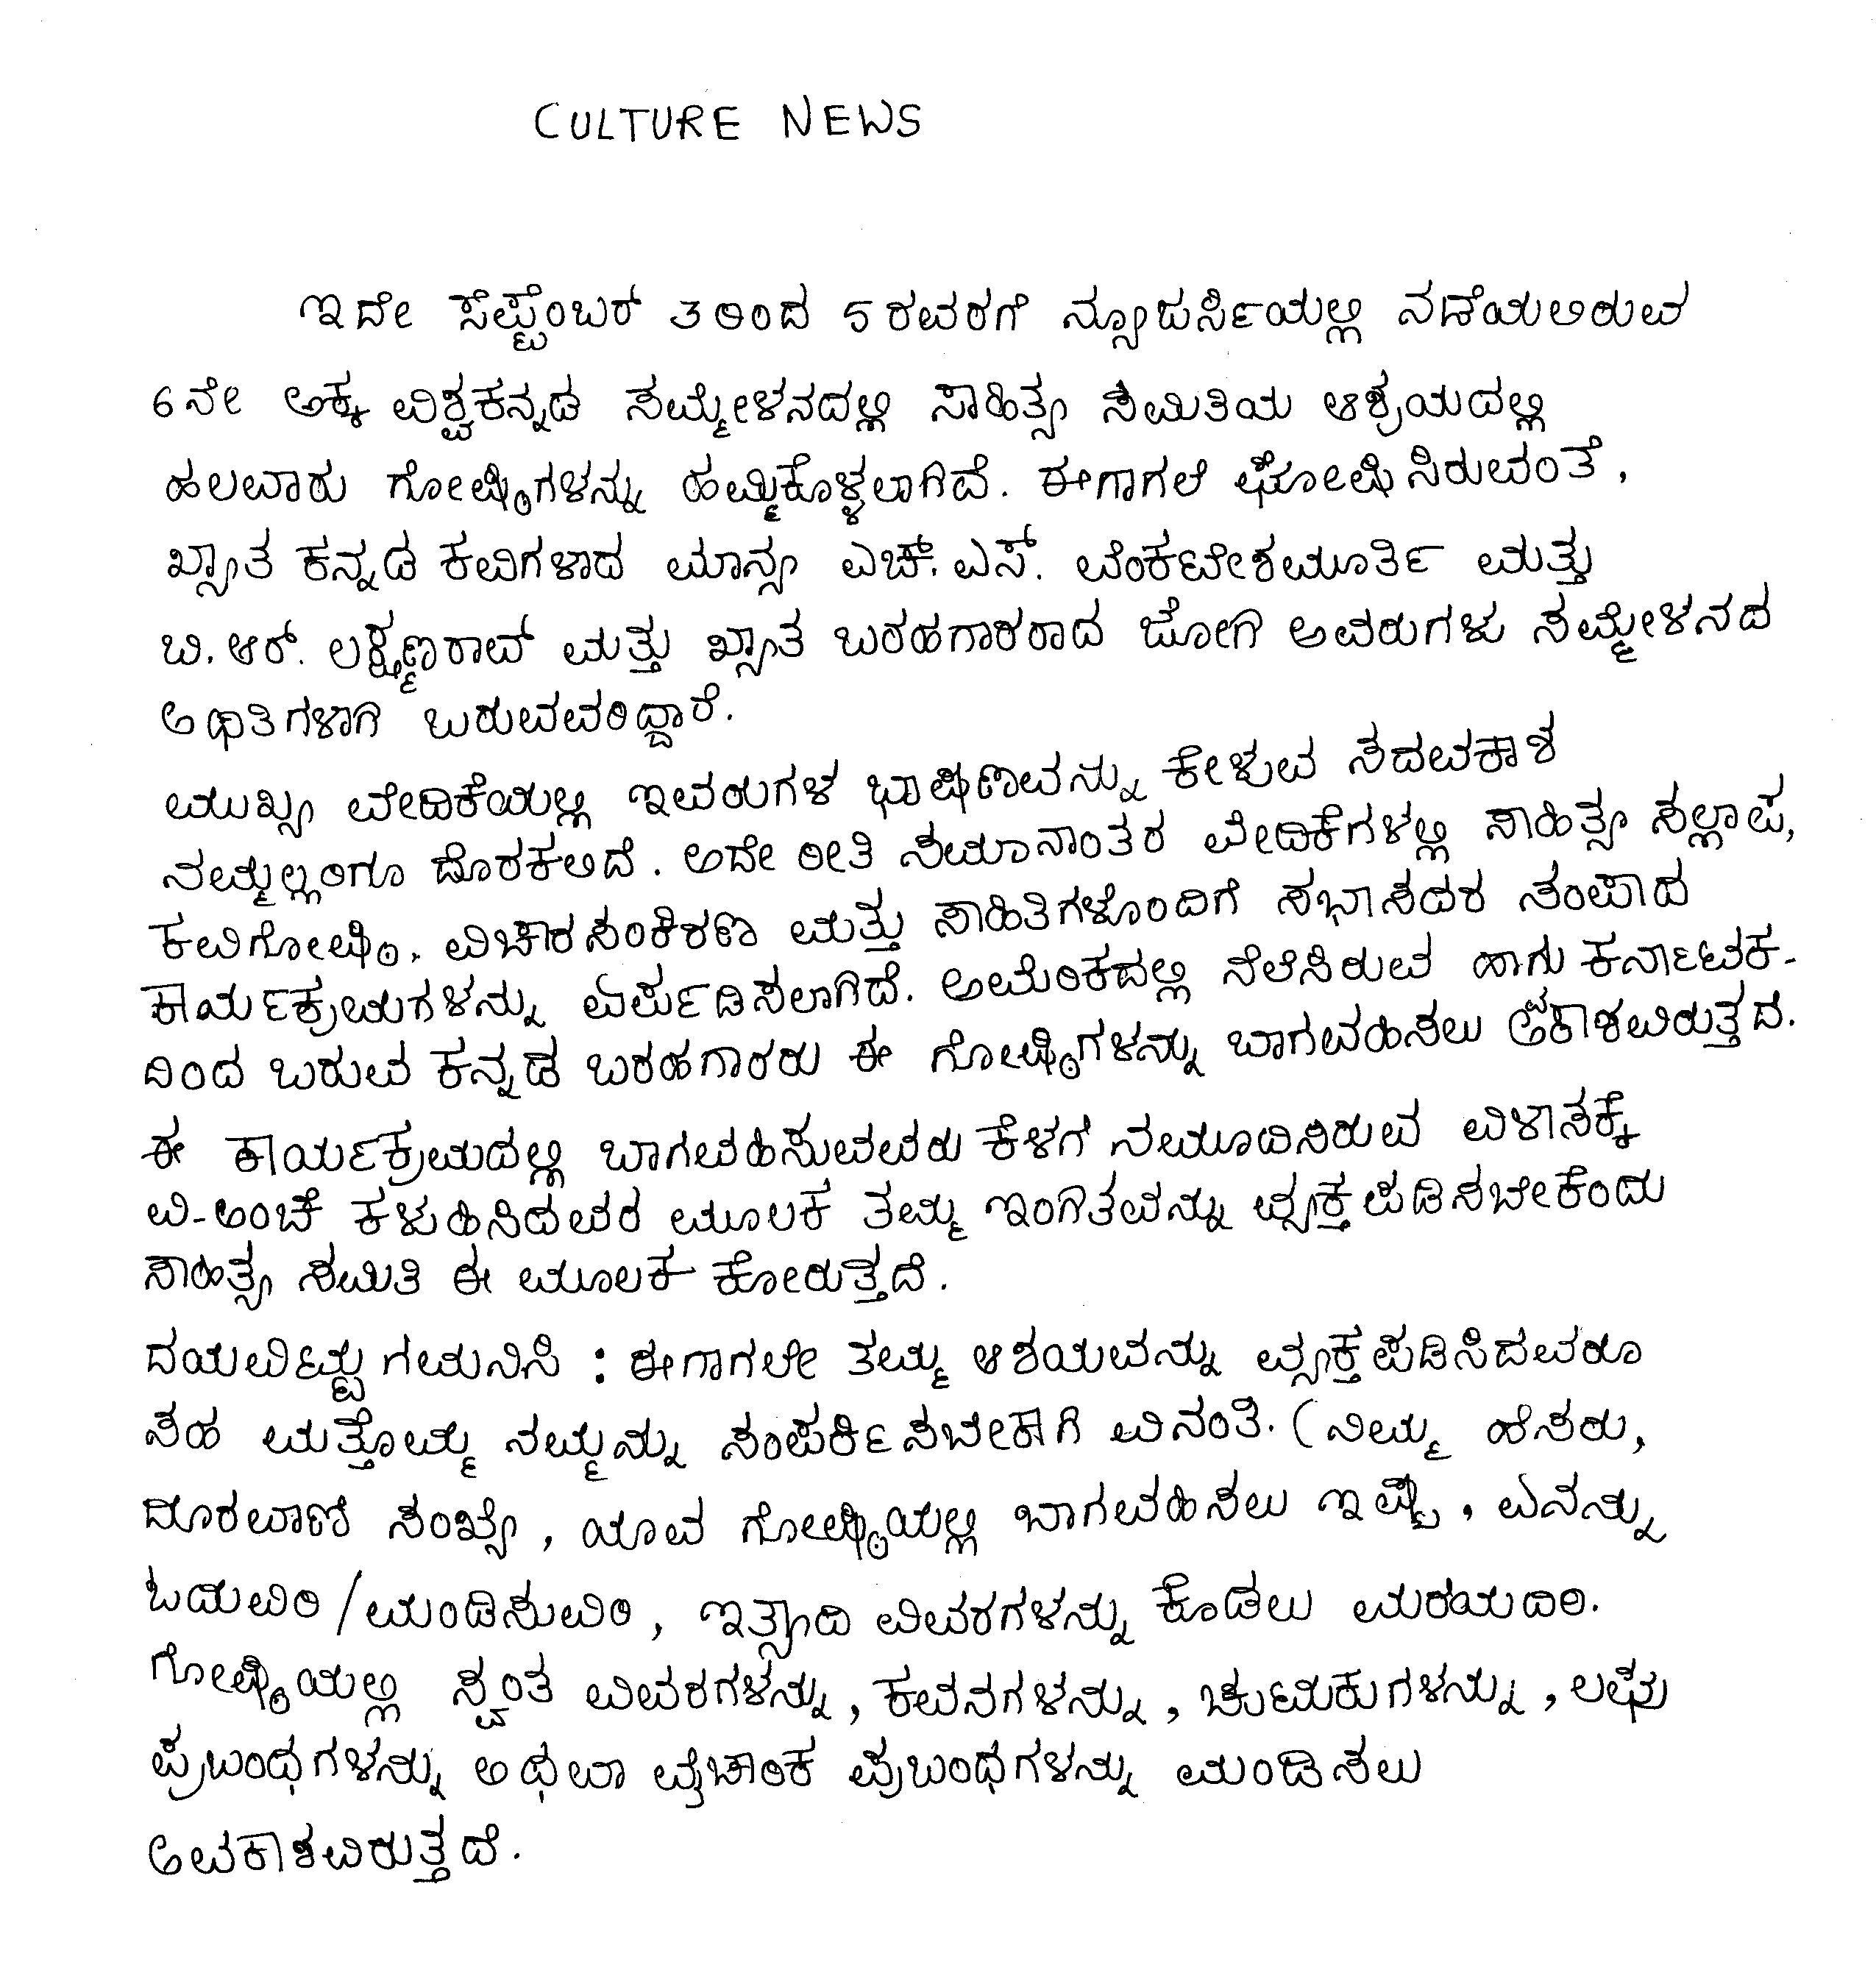 CULTURE NEWS
ಇದೇ ಸೆಪ್ಟೆಂಬರ್ 3 ರಿಂದ 5 ರವರಗೆ ನ್ಯೂಜರ್ಸಿಯಲ್ಲಿ ನಡೆಯಲಿರುವ
6ನೇ ಅಕ್ಕ ವಿಶ್ವಕನ್ನಡ ಸಮ್ಮೇಳನದಲ್ಲಿ ಸಾಹಿತ್ಯ ಸಮಿತಿಯ ಆಶ್ರಯದಲ್ಲಿ
ಹಲವಾರು ಗೋಷ್ಠಿಗಳನ್ನು ಹಮ್ಮಿಕೊಳ್ಳಲಾಗಿದೆ. ಈಗಾಗಲೆ ಘೋಷಿಸಿರುವಂತೆ,
ಖ್ಯಾತ ಕನ್ನಡ ಕವಿಗಳಾದ ಮಾನ್ಯ ಎಚ್. ಎಸ್. ವೆಂಕಟೇಶಮೂರ್ತಿ ಮತ್ತು
ಬಿ. ಆರ್. ಲಕ್ಷ್ಮಣರಾವ್ ಮತ್ತು ಖ್ಯಾತ ಬರಹಗಾರರಾದ ಜೋಗಿ ಅವರುಗಳು ಸಮ್ಮೇಳನದ
ಅಥಿತಿಗಳಾಗಿ ಬರುವವರಿದ್ದಾರೆ.
ಮುಖ್ಯ ವೇದಿಕೆಯಲ್ಲಿ ಇವರುಗಳ ಭಾಷಣವನ್ನು ಕೇಳುವ ಸದವಕಾಶ
ನಮ್ಮೆಲ್ಲರಿಗೂ ದೊರಕಲಿದೆ. ಅದೇ ರೀತಿ ಸಮಾನಾಂತರ ವೇದಿಕೆಗಳಲ್ಲಿ ಸಾಹಿತ್ಯ ಸಲ್ಲಾಪ,
ಕವಿಗೋಷ್ಠಿ, ವಿಚಾರ ಸಂಕಿರಣ ಮತ್ತು ಸಾಹಿತಿಗಳೊಂದಿಗೆ ಸಭಾಸದರ ಸಂವಾದ
ಕಾರ್ಯಕ್ರಮಗಳನ್ನು ಏರ್ಪಡಿಸಲಾಗಿದೆ. ಅಮೆರಿಕದಲ್ಲಿ ನೆಲೆಸಿರುವ ಹಾಗು ಕರ್ನಾಟಕ-
ದಿಂದ ಬರುವ ಕನ್ನಡ ಬರಹಗಾರರು ಈ ಗೋಷ್ಠಿಗಳನ್ನು ಬಾಗವಹಿಸಲು ಅವಕಾಶವಿರುತ್ತದೆ.
ಈ ಕಾರ್ಯಕ್ರಮದಲ್ಲಿ ಬಾಗವಹಿಸುವವರು ಕೆಳಗೆ ನಮೂದಿಸಿರುವ ವಿಳಾಸಕ್ಕೆ
ವಿ-ಅಂಚೆ ಕಳುಹಿಸಿದವರ ಮೂಲಕ ತಮ್ಮ ಇಂಗಿತವನ್ನು ವ್ಯಕ್ತಪಡಿಸಬೇಕೆಂದು
ಸಾಹಿತ್ಯ ಸಮಿತಿ ಈ ಮೂಲಕ ಕೋರುತ್ತದೆ.
ದಯವಿಟ್ಟು ಗಮನಿಸಿ : ಈಗಾಗಲೇ ತಮ್ಮ ಆಶಯವನ್ನು ವ್ಯಕ್ತಪಡಿಸಿದವರೂ
ಸಹ ಮತ್ತೊಮ್ಮೆ ನಮ್ಮನ್ನು ಸಂಪರ್ಕಿಸಬೇಕಾಗಿ ವಿನಂತಿ. (ನಿಮ್ಮ ಹೆಸರು,
ದೂರವಾಣಿ ಸಂಖ್ಯೆ, ಯಾವ ಗೋಷ್ಠಿಯಲ್ಲಿ ಬಾಗವಹಿಸಲು ಇಷ್ಟ, ಏನನ್ನು
ಓದುವಿರಿ/ಮಂಡಿಸುವಿರಿ, ಇತ್ಯಾದಿ ವಿವರಗಳನ್ನು ಕೊಡಲು ಮರೆಯದಿರಿ.
ಗೋಷ್ಠಿಯಲ್ಲಿ ಸ್ವಂತ ವಿವರಗಳನ್ನು, ಕವನಗಳನ್ನು, ಚುಟುಕುಗಳನ್ನು, ಲಘು
ಪ್ರಬಂಧಗಳನ್ನು ಅಥವಾ ವೈಚಾರಿಕ ಪ್ರಬಂಧಗಳನ್ನು ಮಂಡಿಸಲು
ಅವಕಾಶವಿರುತ್ತದೆ.